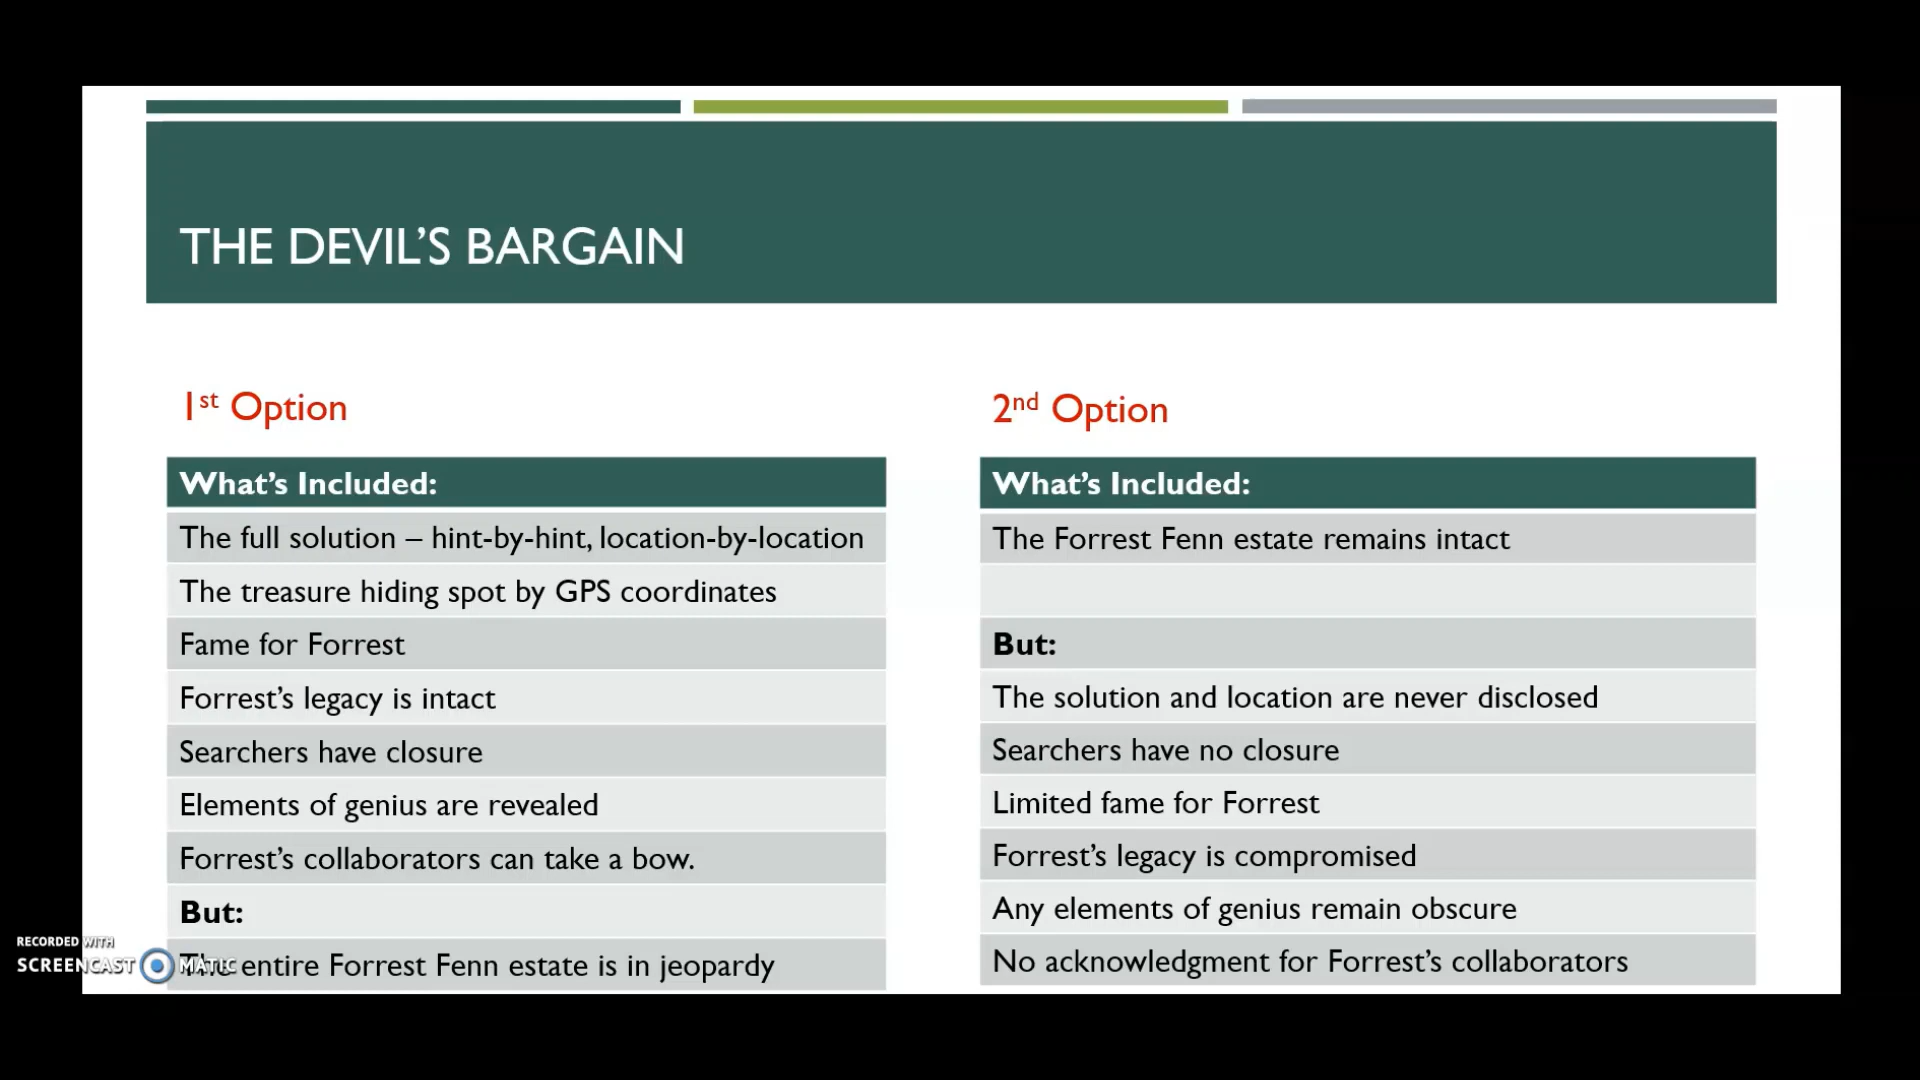 THE DEVIL’S BARGAIN
1st Option
What’s Included:
The full solution – hint-by-hint, location-by-location
The treasure hiding spot by GPS coordinates
Fame for Forrest
Forrest’s legacy is intact
Searchers have closure
Elements of genius are revealed
Forrest’s collaborators can take a bow.
But:
The entire Forrest Fenn estate is in jeopardy
2nd Option
What’s Included:
The Forrest Fenn estate remains intact
But:
The solution and location are never disclosed
Searchers have no closure
Limited fame for Forrest
Forrest’s legacy is compromised
Any elements of genius remain obscure
No acknowledgment for Forrest’s collaborators
RECORDED WITH
SCREENCAST MATIC